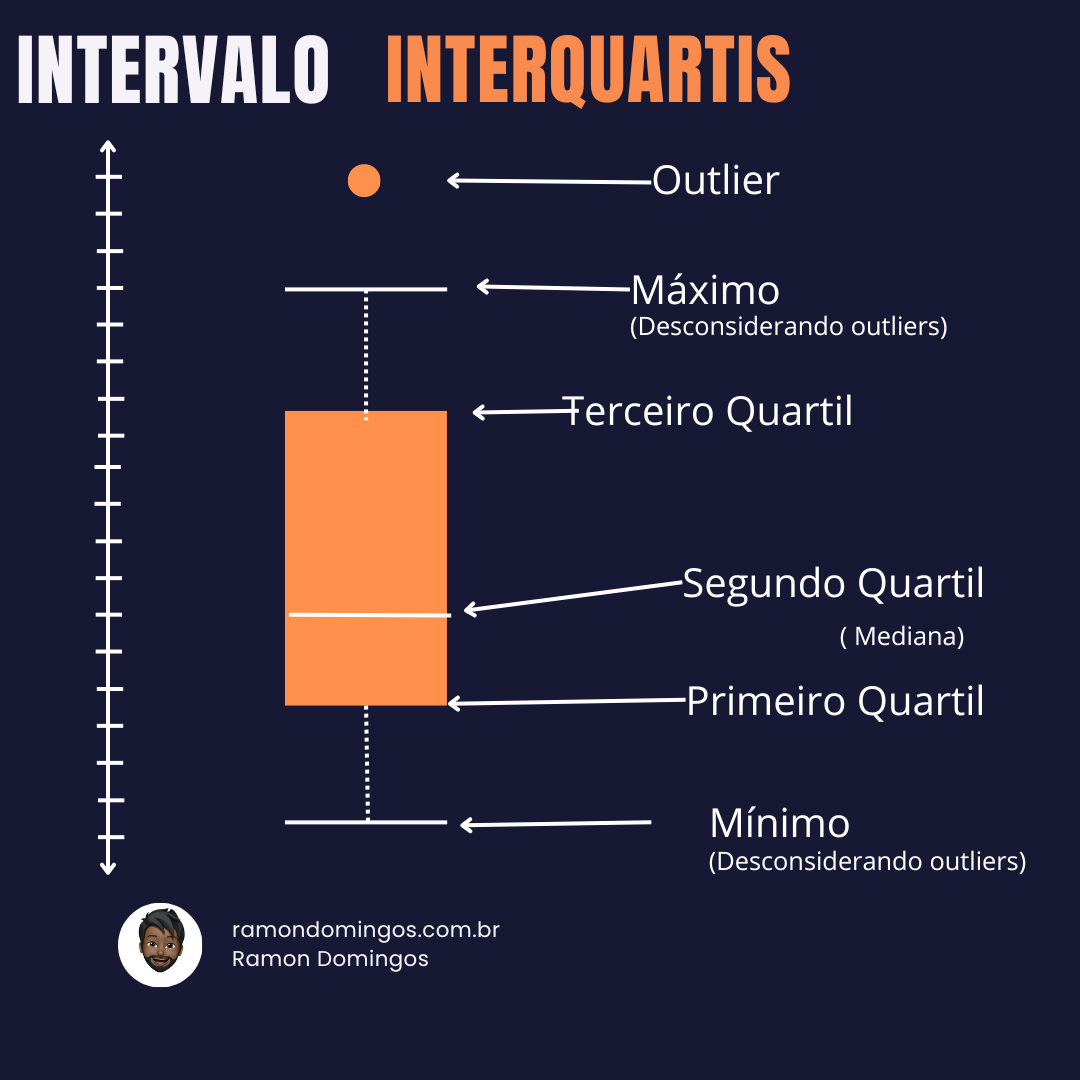 INTERVALO INTERQUARTIS
Outlier
Máximo
(Desconsiderando outliers)
Terceiro Quartil
Segundo Quartil
( Mediana)
Primeiro Quartil
Mínimo
(Desconsiderando outliers)
ramondomingos.com.br
Ramon Domingos